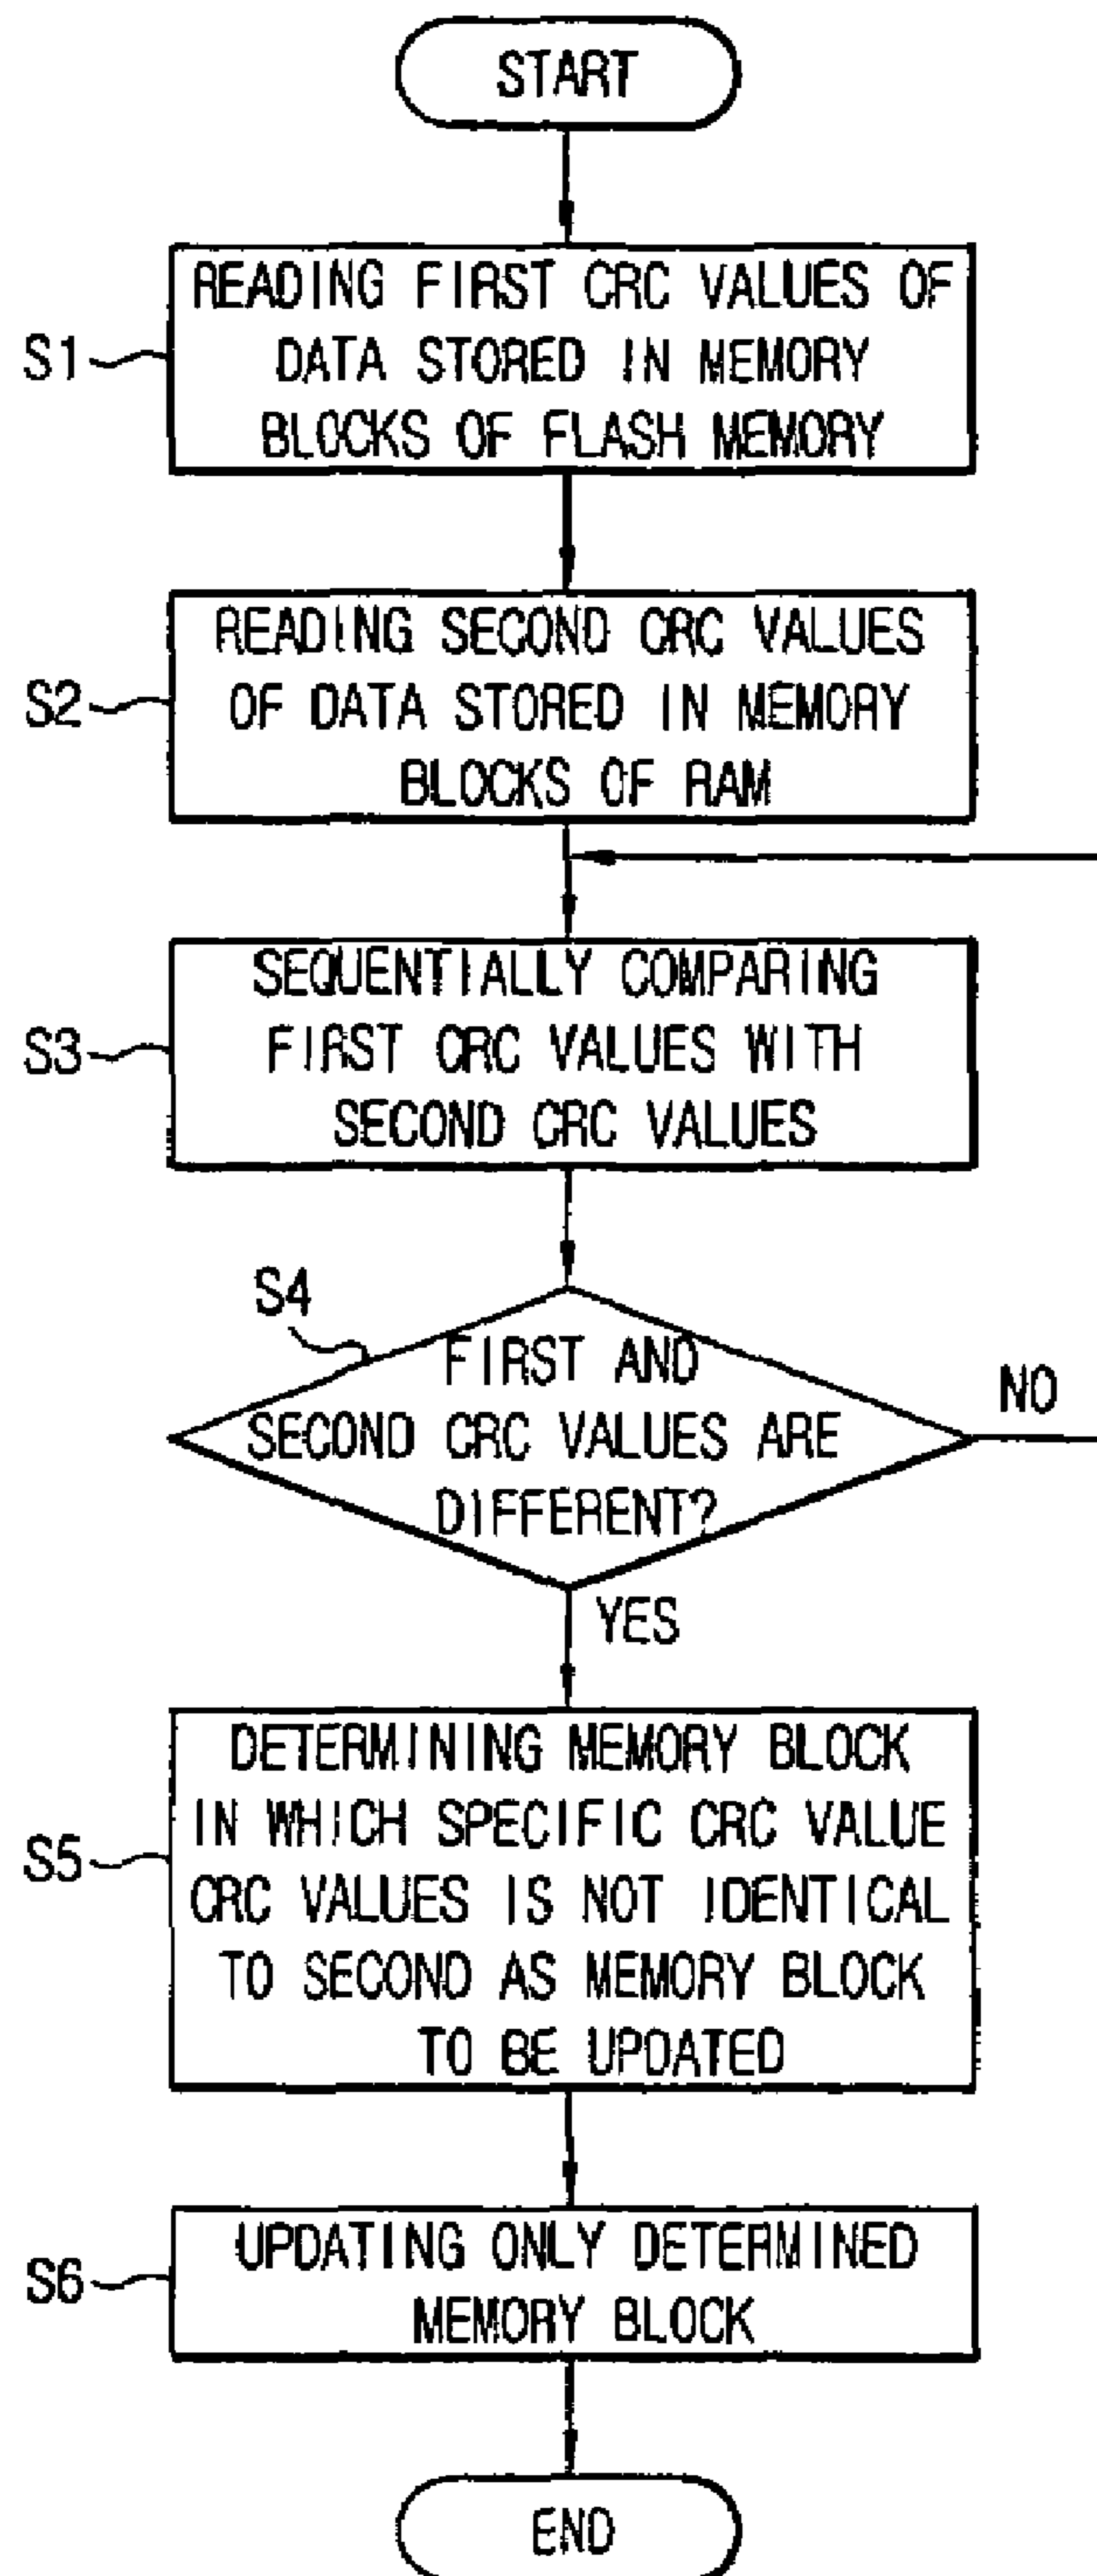 START
READING FIRST CRC VALUES OF
S1
DATA STORED IN MEMORY
BLOCKS OF FLASH MEMORY
READING SECOND CRC VALUES
S2
OF DATA STORED IN MEMORY
BLOCKS OF RAM
SEQUENTIALLY COMPARING
S3
FIRST CRC VALUES WITH
SECOND CRC VALUES
S4
FIRST AND
NO
SECOND CRC VALUES ARE
DIFFERENT?
YES
DETERMINING MEMORY BLOCK
IN WHICH SPECIFIC CRC VALUE
S5
CRC VALUES IS NOT IDENTICAL
TO SECOND AS MEMORY BLOCK
TO BE UPDATED
UPDATING ONLY DETERMINED
S6
MEMORY BLOCK
END